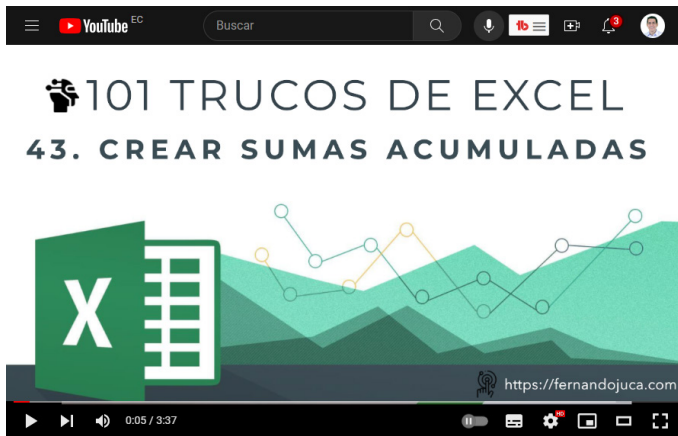 YouTube EC
Buscar
3
101 TRUCOS DE EXCEL
43. CREAR SUMAS ACUMULADAS
X
https://fernandojuca.com
0:05 / 3:37
HD